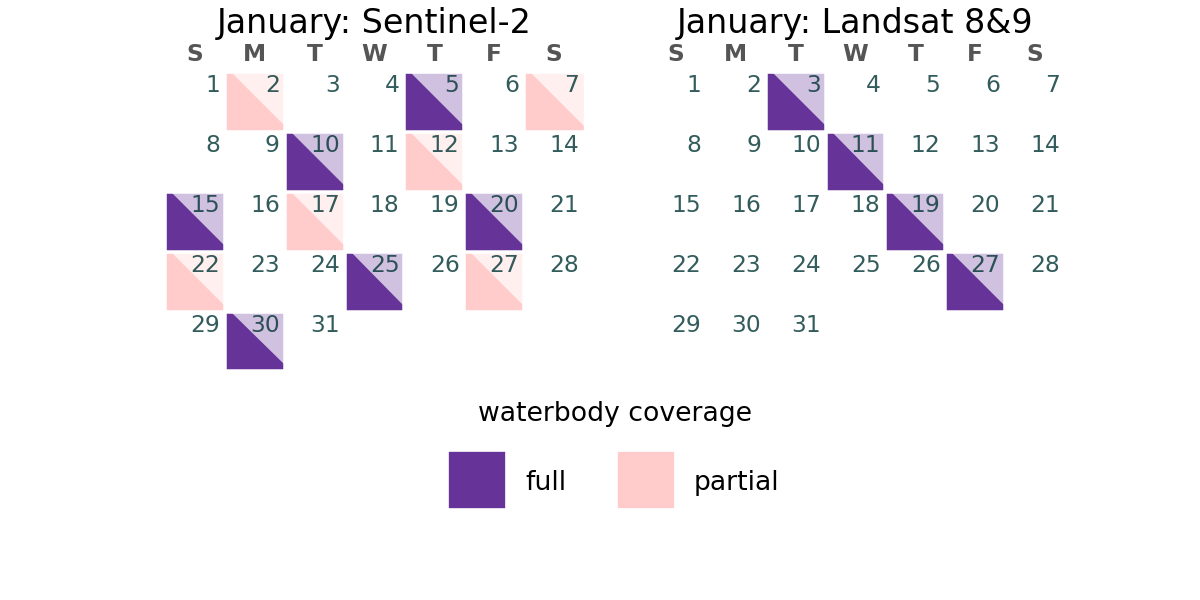 January: Sentinel-2
S M T W T F S
1 2 3 4 5 6 7
8 9 10 11 12 13 14
15 16 17 18 19 20 21
22 23 24 25 26 27 28
29 30 31
January: Landsat 8&9
S M T W T F S
1 2 3 4 5 6 7
8 9 10 11 12 13 14
15 16 17 18 19 20 21
22 23 24 25 26 27 28
29 30 31
waterbody coverage
full partial